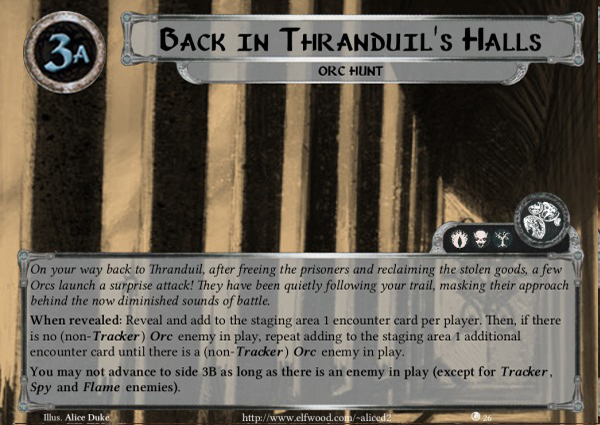 3A
Back in Thranduil's Halls
Orc Hunt
On your way back to Thranduil, after freeing the prisoners and reclaiming the stolen goods, a few
Orcs launch a surprise attack! They have been quietly following your trail, masking their approach
behind the now diminished sounds of battle.
When revealed: Reveal and add to the staging area 1 encounter card per player. Then, if there
is no (non-Tracker) Orc enemy in play, repeat adding to the staging area 1 additional
encounter card until there is a (non-Tracker) Orc enemy in play.
You may not advance to side 3B as long as there is an enemy in play (except for Tracker,
Spy and Flame enemies).
Illus. Alice Duke http://www.elfwood.com/~aliced2 26